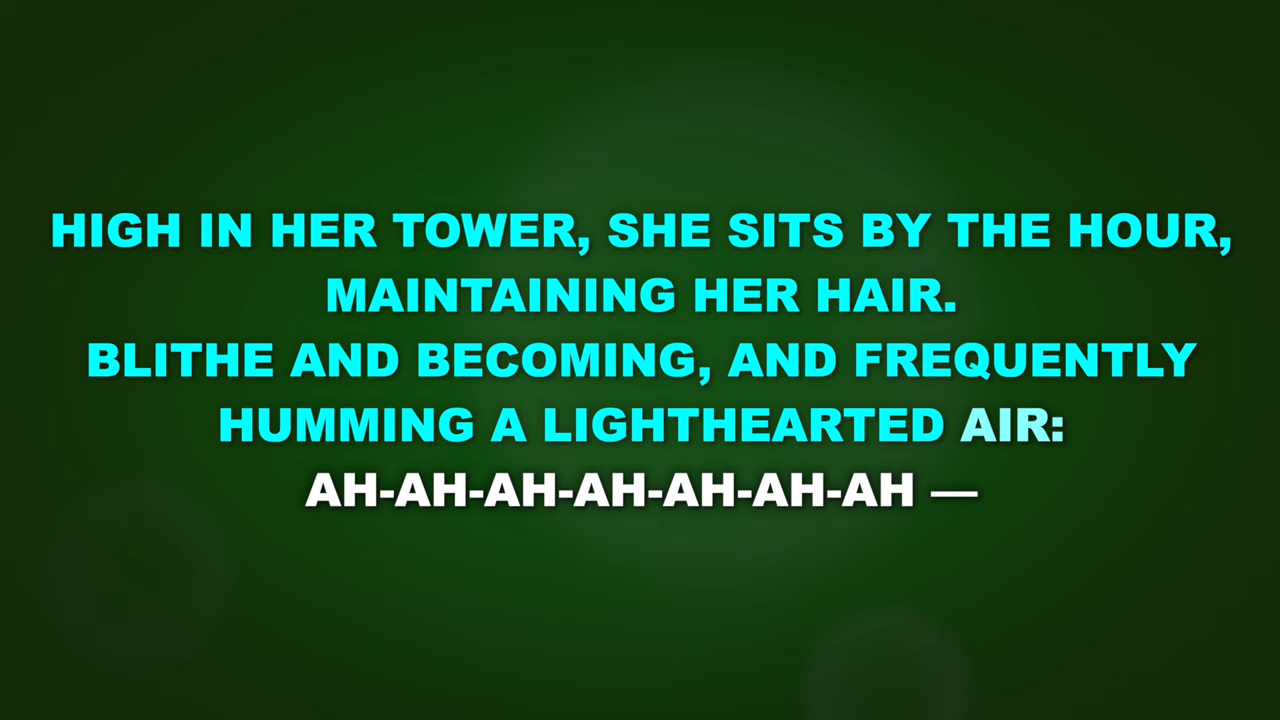 HIGH IN HER TOWER, SHE SITS BY THE HOUR,
MAINTAINING HER HAIR.
BLITHE AND BECOMING, AND FREQUENTLY
HUMMING A LIGHTHEARTED AIR:
AH-AH-AH-AH-AH-AH-AH —